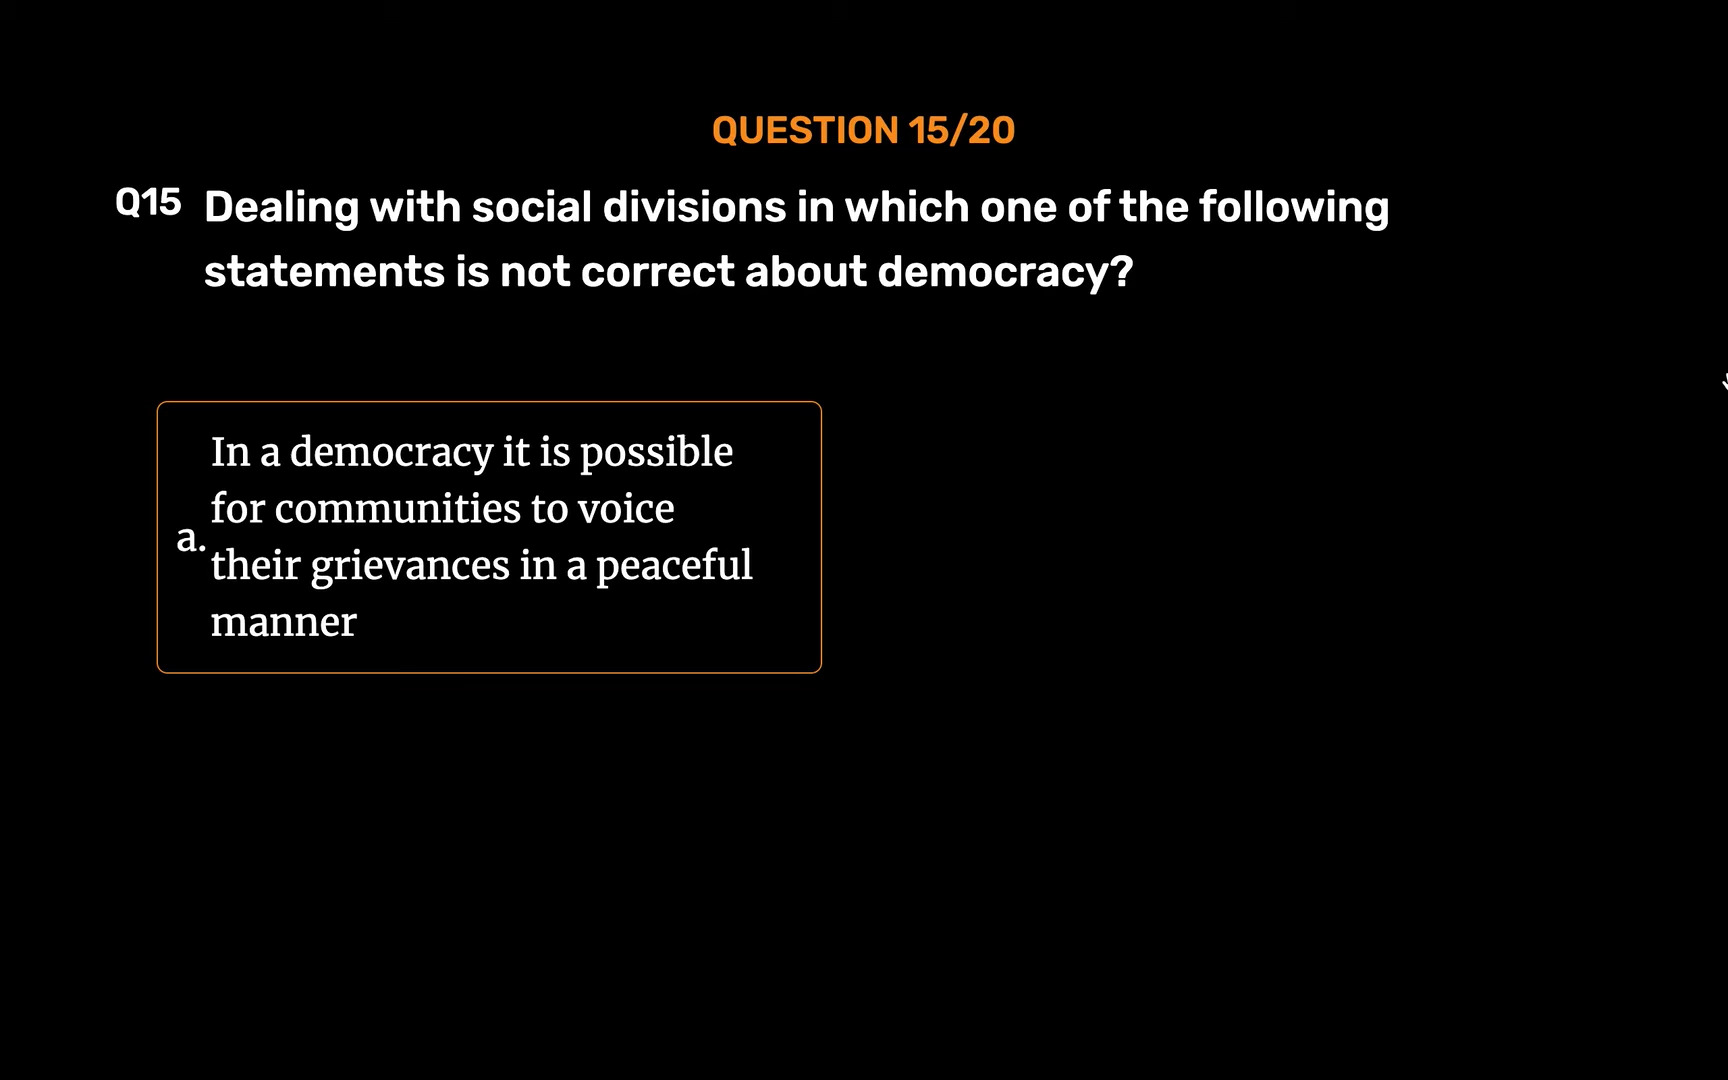 QUESTION 15/20
Q15 Dealing with social divisions in which one of the following
statements is not correct about democracy?
In a democracy it is possible
for communities to voice
a.
their grievances in a peaceful
manner